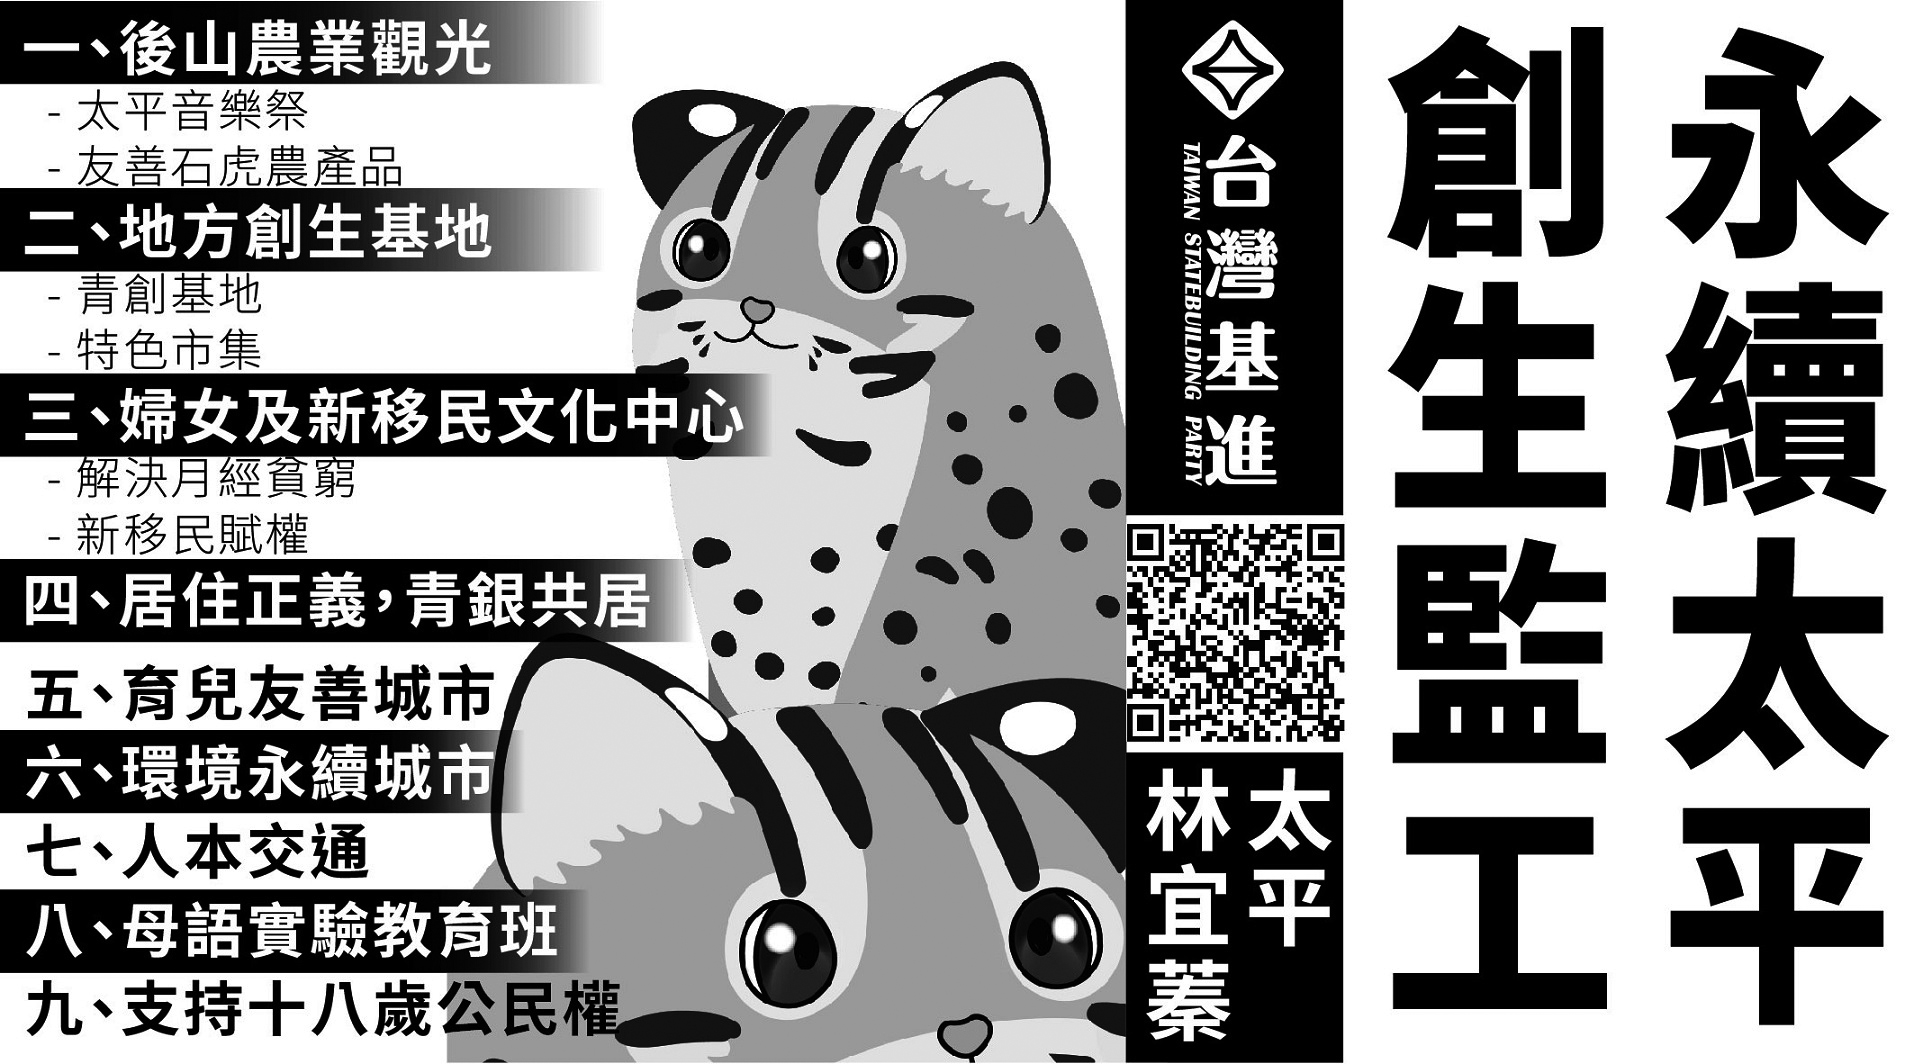 永續太平
創生監工
台灣基進
TAIWAN STATEBUILDING PARTY
太平
林宜蓁
一、後山農業觀光
- 太平音樂祭
- 友善石虎農產品
二、地方創生基地
- 青創基地
- 特色市集
三、婦女及新移民文化中心
- 解決月經貧窮
- 新移民賦權
四、居住正義，青銀共居
五、育兒友善城市
六、環境永續城市
七、人本交通
八、母語實驗教育班
九、支持十八歲公民權